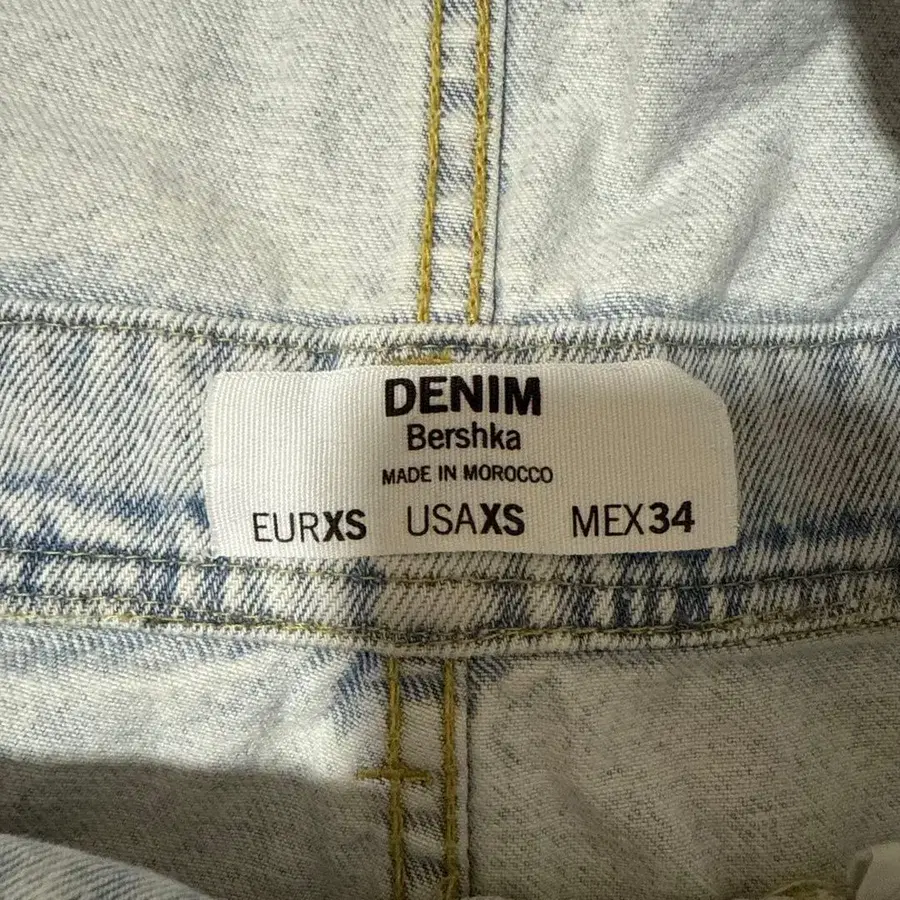 DENIM
Bershka
MADE IN MOROCCO
EURXS USAXS MEX34